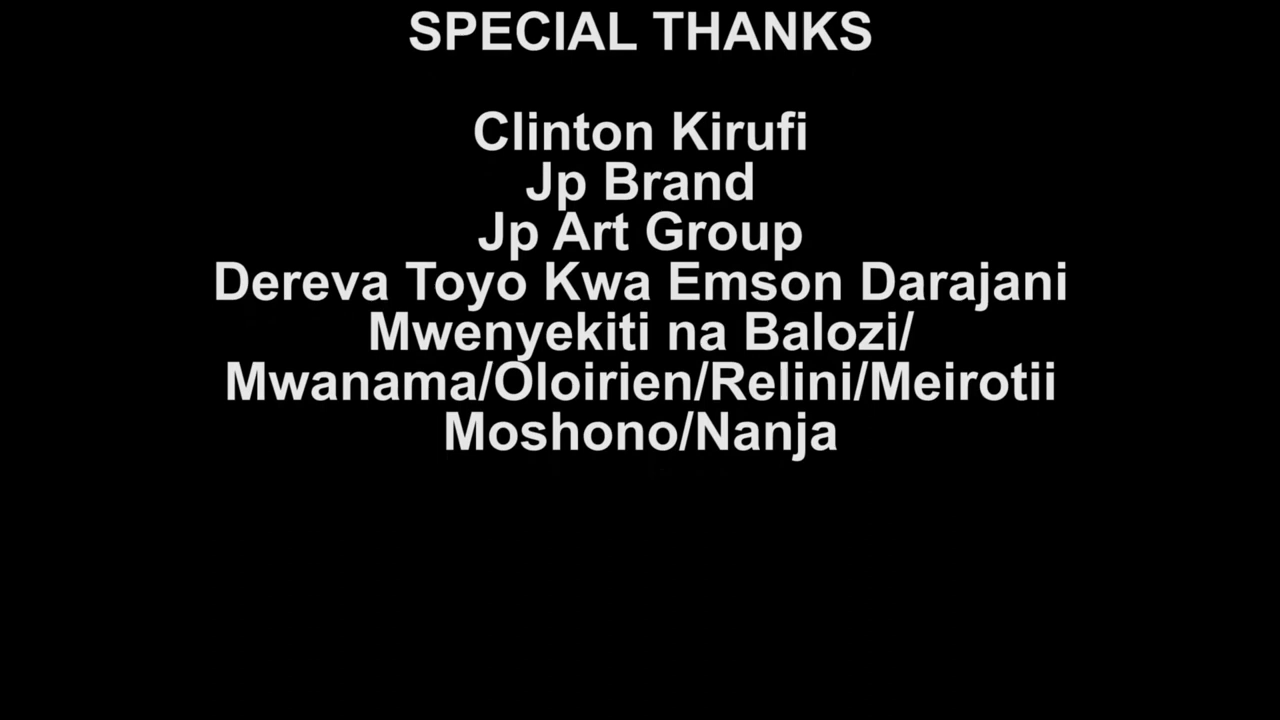 SPECIAL THANKS
Clinton Kirufi
Jp Brand
Jp Art Group
Dereva Toyo Kwa Emson Darajani
Mwenyekiti na Balozi/
Mwanama/Oloirien/Relini/Meirotii
Moshono/Nanja